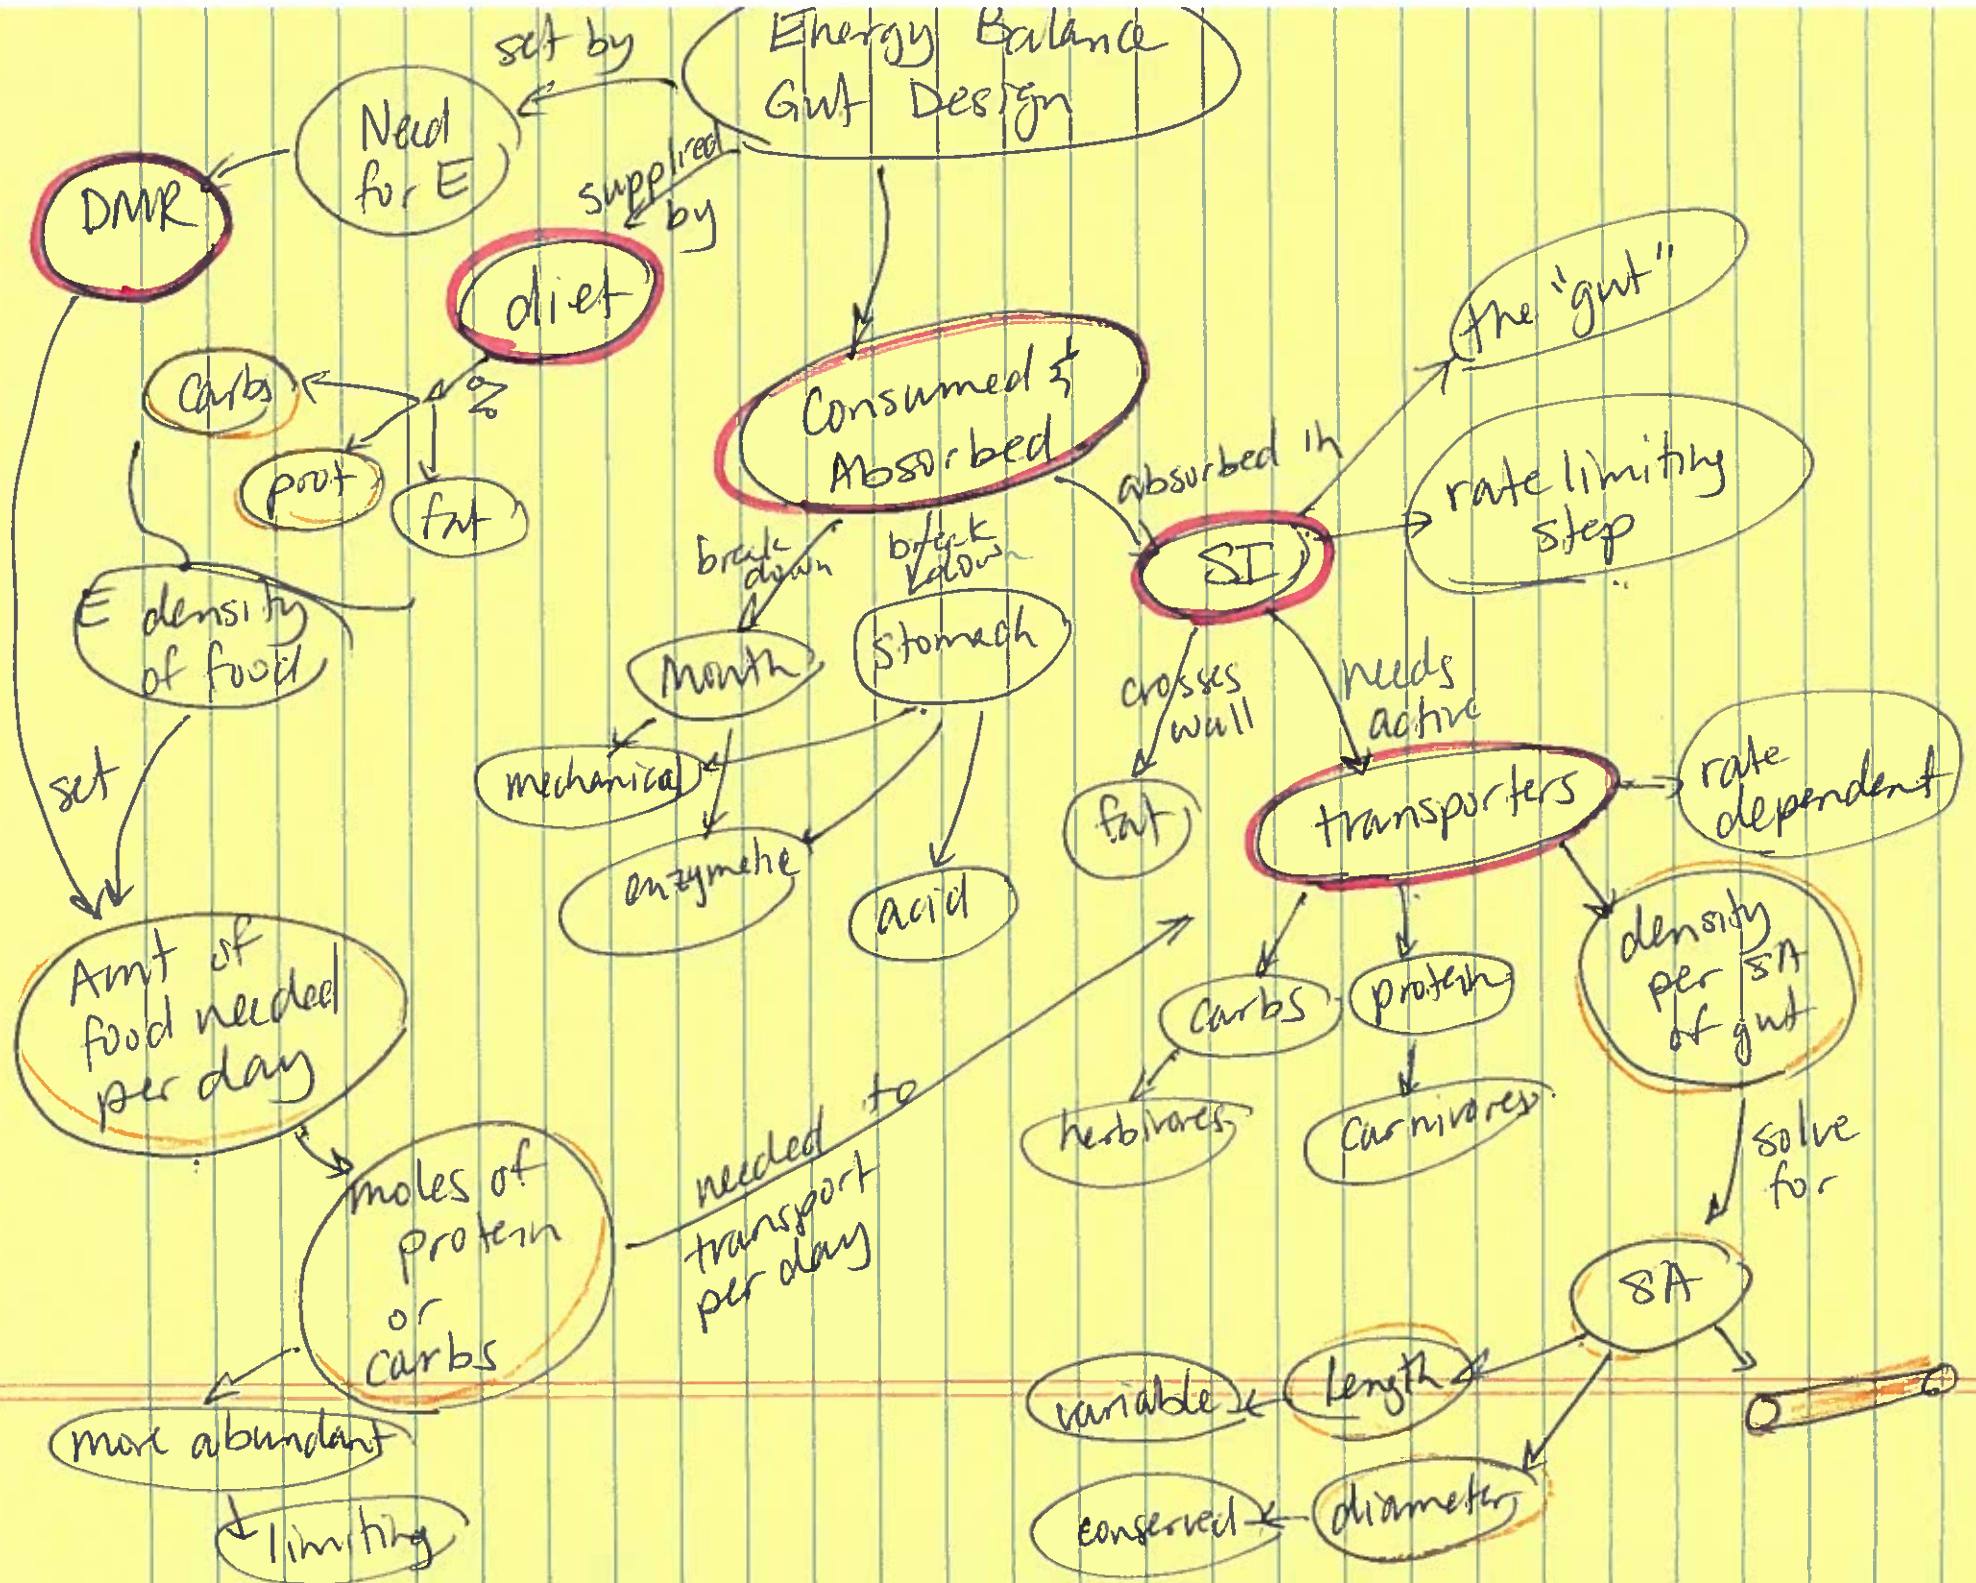 Energy Balance
Gut Design
set by
Need
for E
DMR
supplied
by
diet
%
carbs
prot
fat
E density
of food
set
Amt of
food needed
per day
moles of
protein
or
carbs
more abundant
limiting
needed to
transport
per day
Consumed &
Absorbed
break
down
break
down
Mouth
stomach
mechanical
enzymatic
acid
absorbed in
SI
the "gut"
rate limiting
step
crosses
wall
fat
needs
active
transporters
rate
dependent
carbs
protein
herbivores
carnivores
density
per SA
of gut
solve
for
SA
Length
variable
diameter
conserved